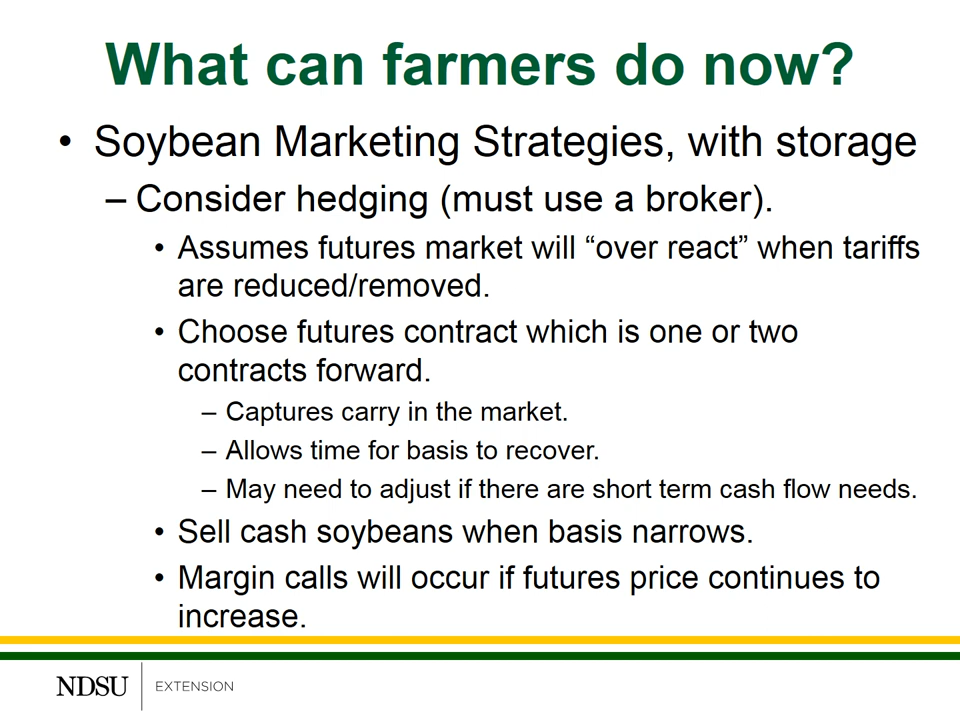 What can farmers do now?
• Soybean Marketing Strategies, with storage
– Consider hedging (must use a broker).
• Assumes futures market will “over react” when tariffs
are reduced/removed.
• Choose futures contract which is one or two
contracts forward.
– Captures carry in the market.
– Allows time for basis to recover.
– May need to adjust if there are short term cash flow needs.
• Sell cash soybeans when basis narrows.
• Margin calls will occur if futures price continues to
increase.
NDSU EXTENSION